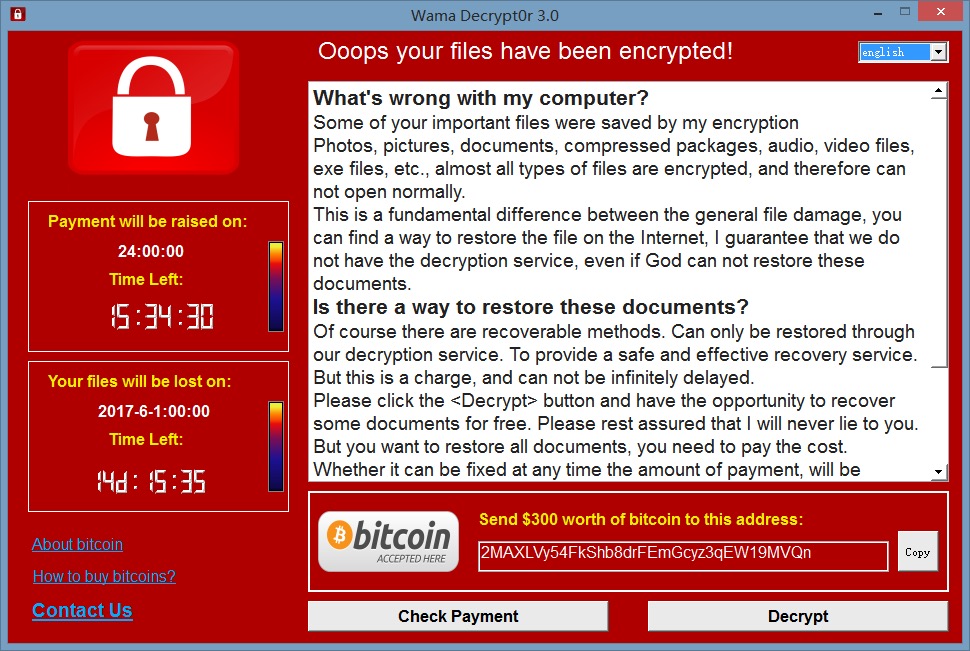 Wama Decrypt0r 3.0
Ooops your files have been encrypted!
english
What's wrong with my computer?
Some of your important files were saved by my encryption
Photos, pictures, documents, compressed packages, audio, video files,
exe files, etc., almost all types of files are encrypted, and therefore can
not open normally.
This is a fundamental difference between the general file damage, you
can find a way to restore the file on the Internet, I guarantee that we do
not have the decryption service, even if God can not restore these
documents.
Is there a way to restore these documents?
Of course there are recoverable methods. Can only be restored through
our decryption service. To provide a safe and effective recovery service.
But this is a charge, and can not be infinitely delayed.
Please click the <Decrypt> button and have the opportunity to recover
some documents for free. Please rest assured that I will never lie to you.
But you want to restore all documents, you need to pay the cost.
Whether it can be fixed at any time the amount of payment, will be
Payment will be raised on:
24:00:00
Time Left:
15:34:30
Your files will be lost on:
2017-6-1:00:00
Time Left:
14d:15:35
About bitcoin
How to buy bitcoins?
Contact Us
bitcoin
ACCEPTED HERE
Send $300 worth of bitcoin to this address:
2MAXLVy54FkShb8drFEmGcyz3qEW19MVQn
Copy
Check Payment
Decrypt